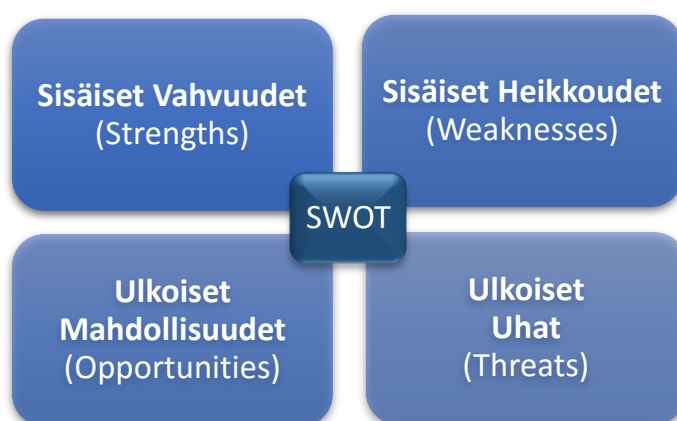 Sisäiset Vahvuudet
(Strengths)
Sisäiset Heikkoudet
(Weaknesses)
SWOT
Ulkoiset
Mahdollisuudet
(Opportunities)
Ulkoiset
Uhat
(Threats)